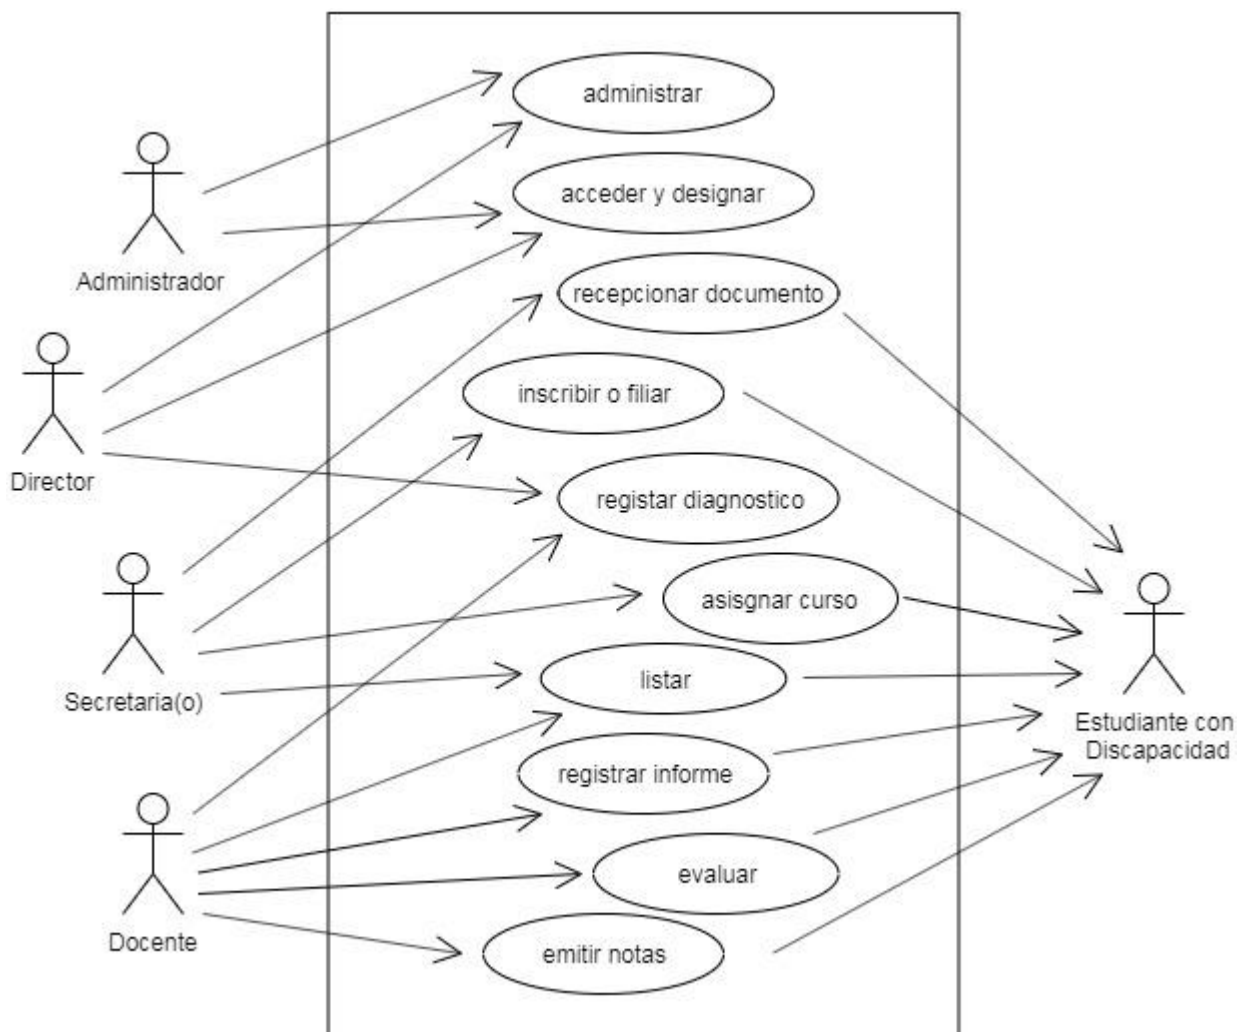 administrar
acceder y designar
Administrador
recepcionar documento
inscribir o filiar
Director
registar diagnostico
asisgnar curso
Secretaria(o)
listar
Estudiante con
Discapacidad
registrar informe
evaluar
Docente
emitir notas